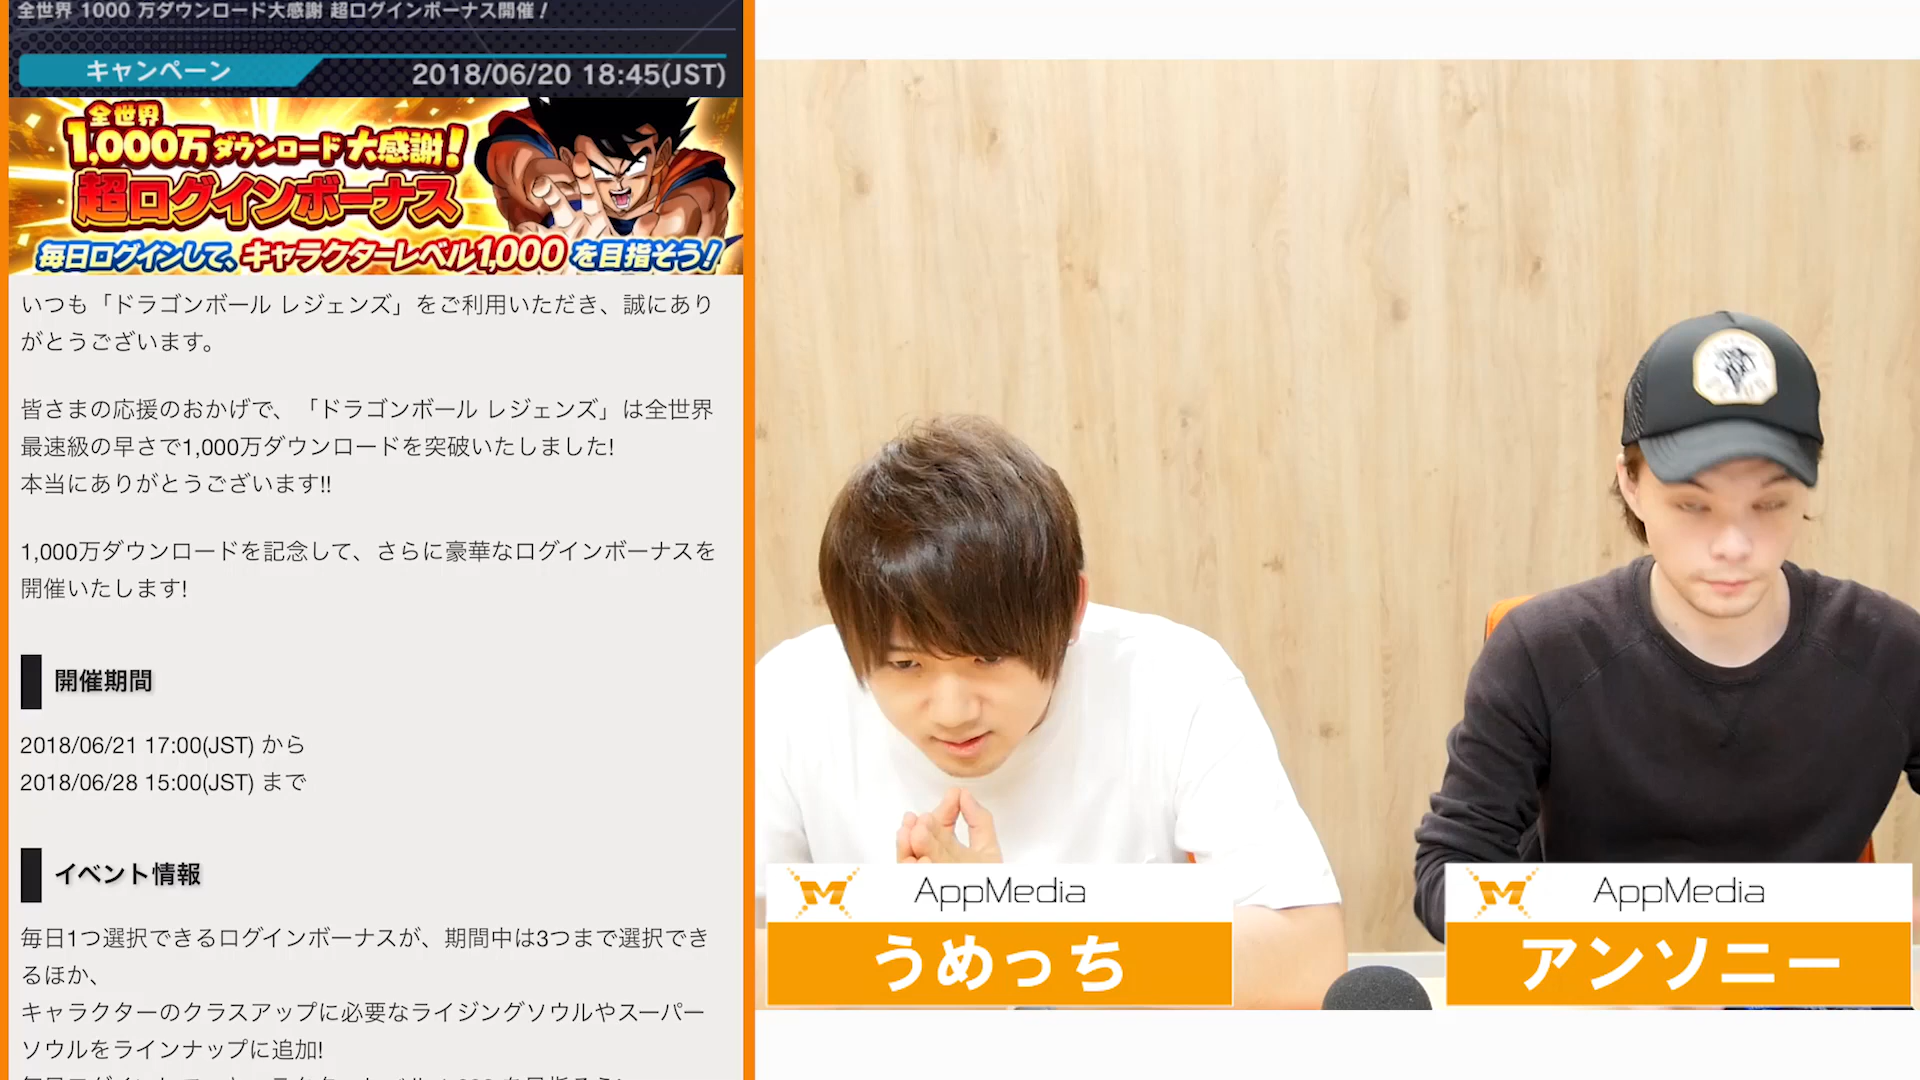 全世界 1000 万ダウンロード大感謝 超ログインボーナス開催！
キャンペーン
2018/06/20 18:45(JST)
全世界
1,000万ダウンロード大感謝！
超ログインボーナス
毎日ログインして、キャラクターレベル1,000を目指そう！
いつも「ドラゴンボール レジェンズ」をご利用いただき、誠にあり
がとうございます。
皆さまの応援のおかげで、「ドラゴンボール レジェンズ」は全世界
最速級の早さで1,000万ダウンロードを突破いたしました!
本当にありがとうございます!!
1,000万ダウンロードを記念して、さらに豪華なログインボーナスを
開催いたします!
開催期間
2018/06/21 17:00(JST) から
2018/06/28 15:00(JST) まで
イベント情報
毎日1つ選択できるログインボーナスが、期間中は3つまで選択でき
るほか、
キャラクターのクラスアップに必要なライジングソウルやスーパー
ソウルをラインナップに追加!
AppMedia
うめっち
AppMedia
アンソニー